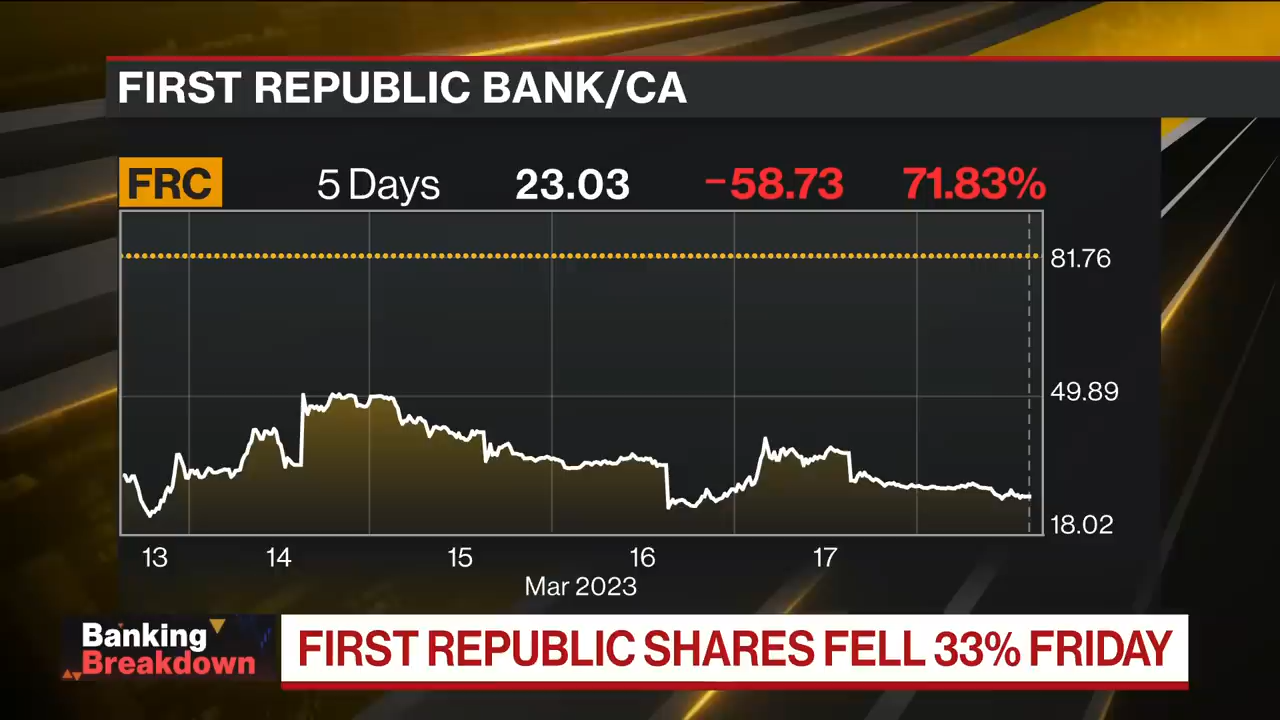 FIRST REPUBLIC BANK/CA
FRC 5 Days 23.03 −58.73 71.83%
81.76
49.89
18.02
13 14 15 16 17
Mar 2023
Banking
Breakdown
FIRST REPUBLIC SHARES FELL 33% FRIDAY